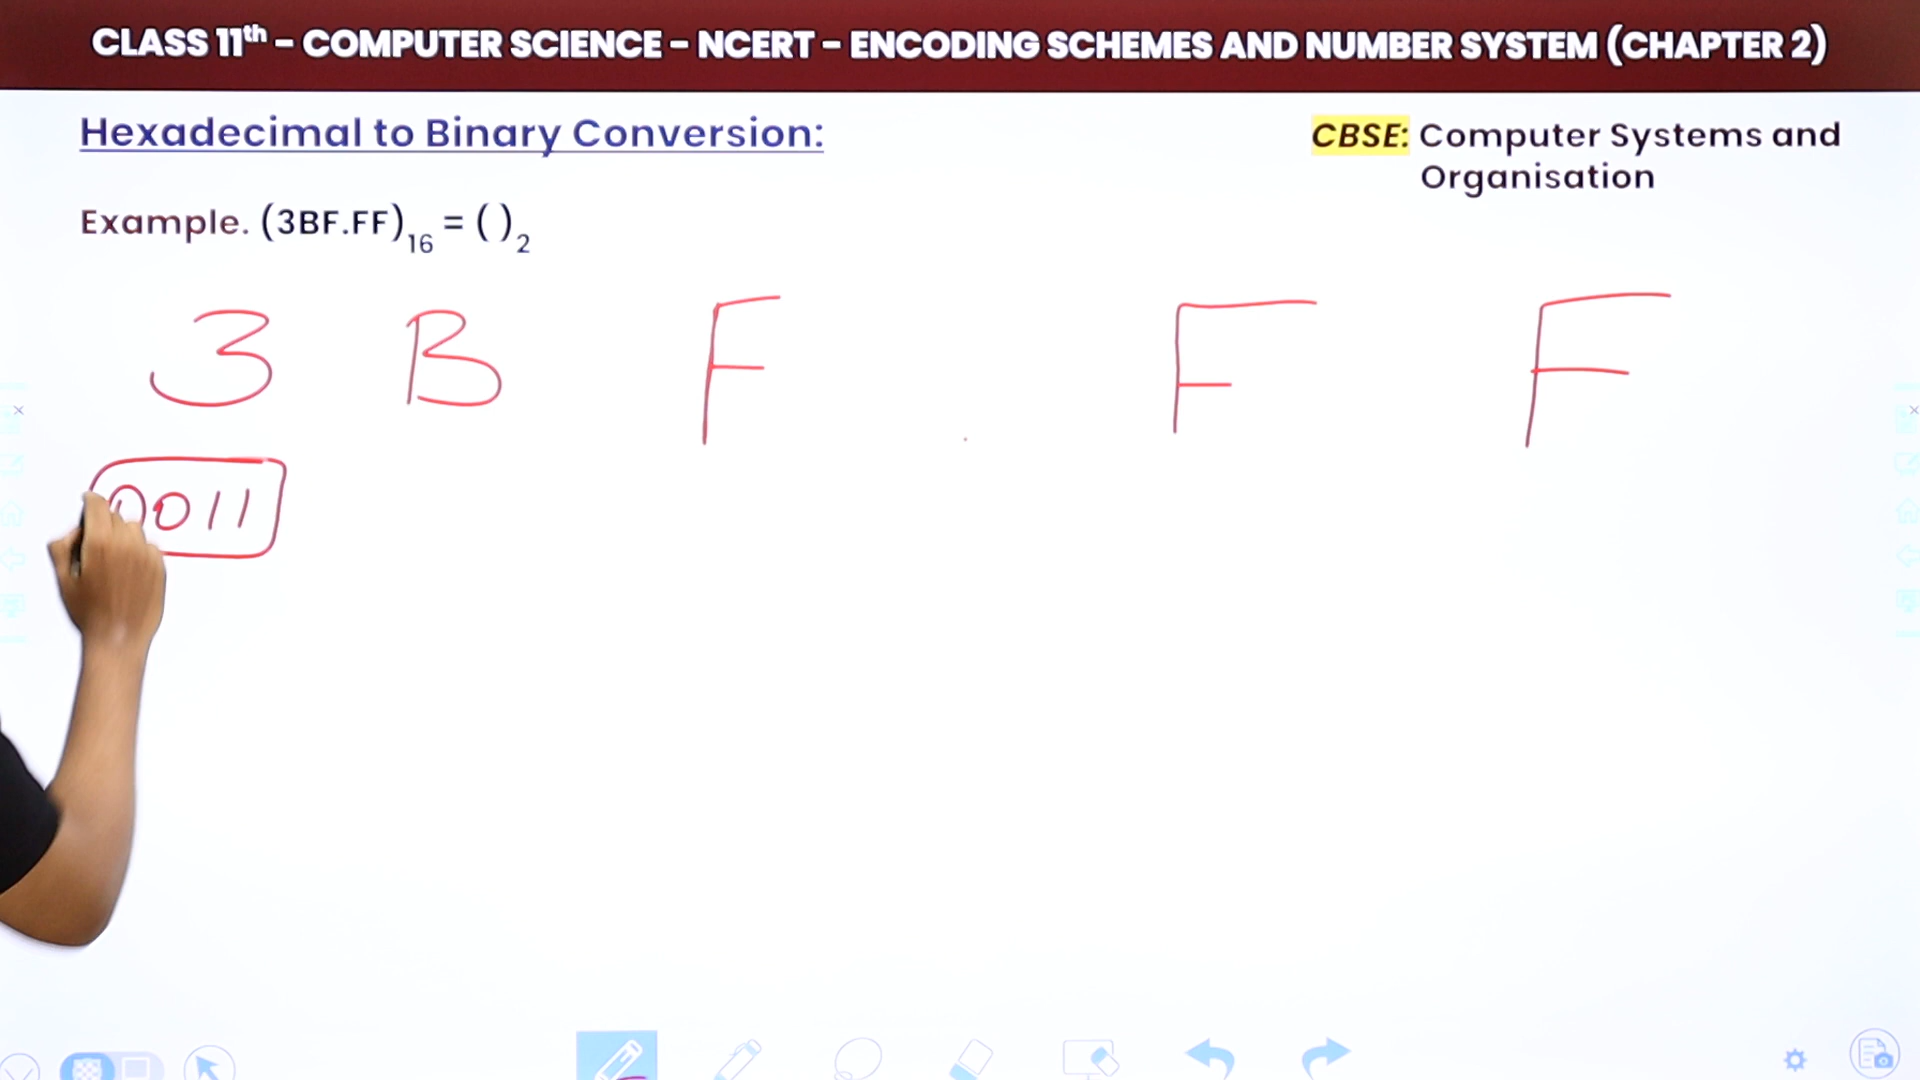 CLASS 11th - COMPUTER SCIENCE - NCERT - ENCODING SCHEMES AND NUMBER SYSTEM (CHAPTER 2)
Hexadecimal to Binary Conversion:
CBSE: Computer Systems and
Organisation
Example. (3BF.FF)16 = ( )2
3 B F . F F
0011